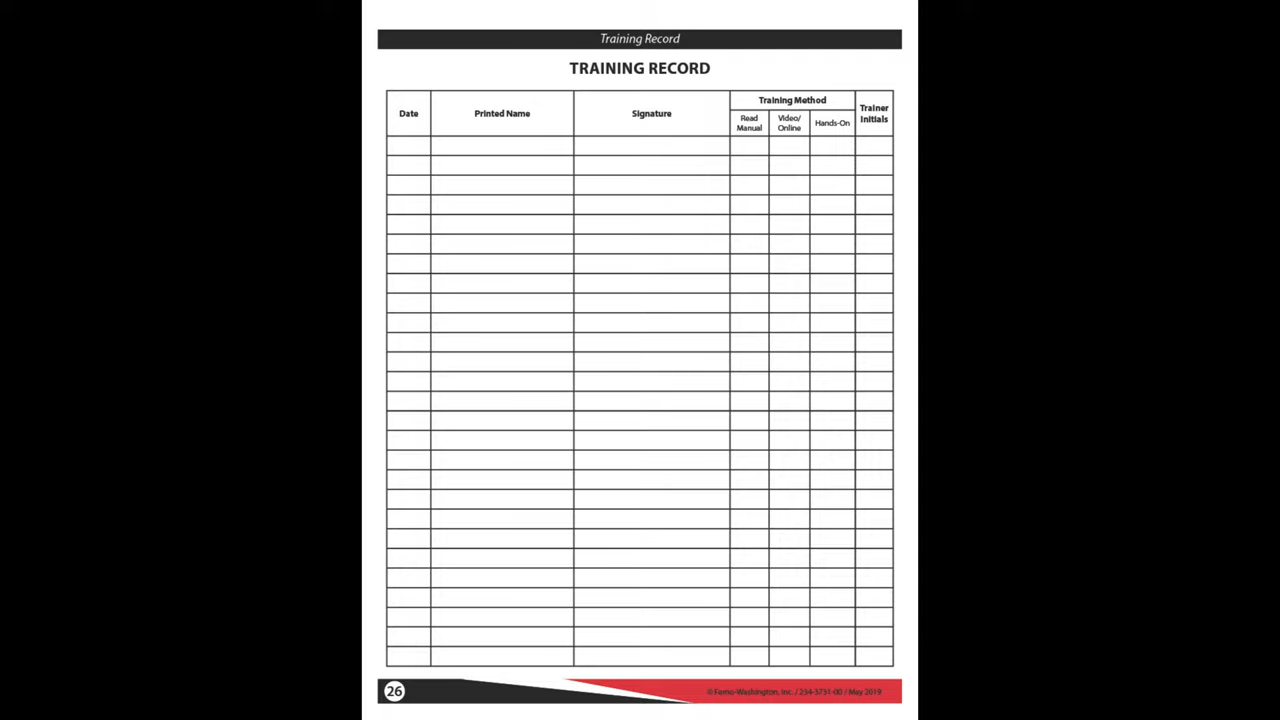 Training Record
TRAINING RECORD
Date
Printed Name
Signature
Training Method
Read
Manual
Video/
Online
Hands-On
Trainer
Initials
26
© Ferno-Washington, Inc. / 234-3731-00 / May 2019